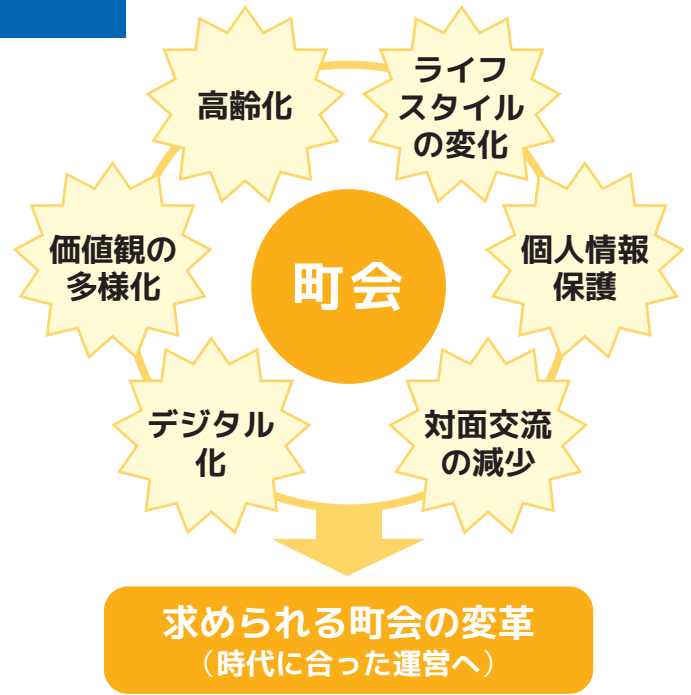 高齢化
ライフ
スタイル
の変化
価値観の
多様化
町会
個人情報
保護
デジタル
化
対面交流
の減少
求められる町会の変革
（時代に合った運営へ）